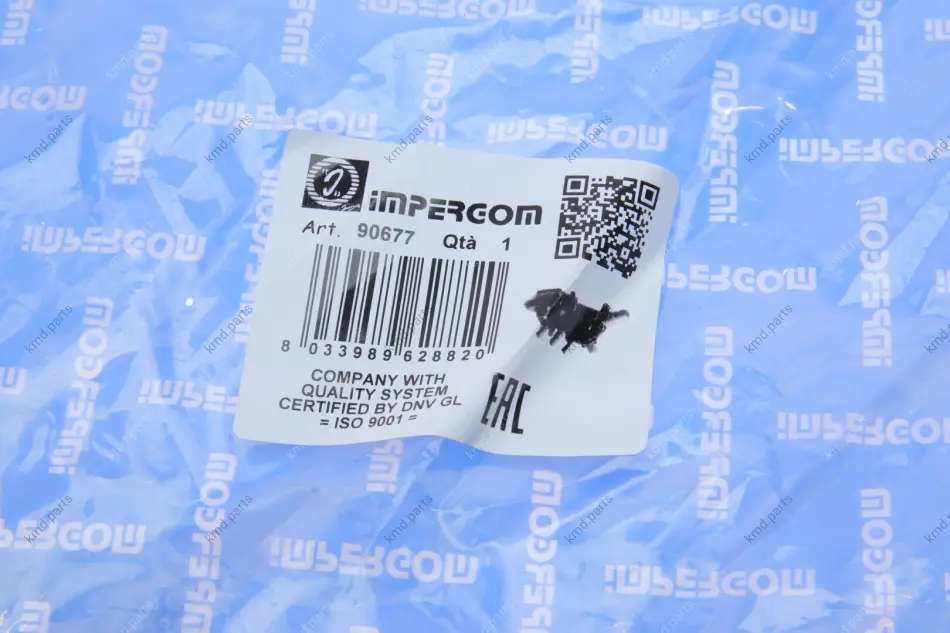 iMPERGOM
Art. 90677 Qtà 1
8 033989 628820
COMPANY WITH
QUALITY SYSTEM
CERTIFIED BY DNV GL
= ISO 9001 =
EAC
iMPERGOM
kmd.parts